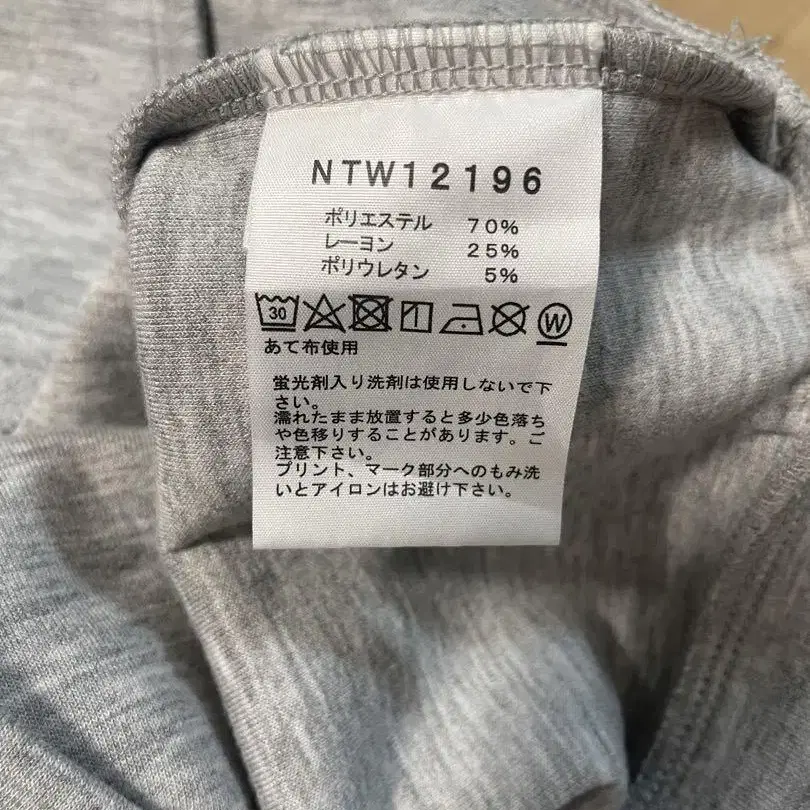 NTW12196
ポリエステル 70%
レーヨン 25%
ポリウレタン 5%
30
W
あて布使用
蛍光剤入り洗剤は使用しないで下
さい。
濡れたまま放置すると多少色落ち
や色移りすることがあります。ご
注意下さい。
プリント、マーク部分へのもみ洗
いとアイロンはお避け下さい。